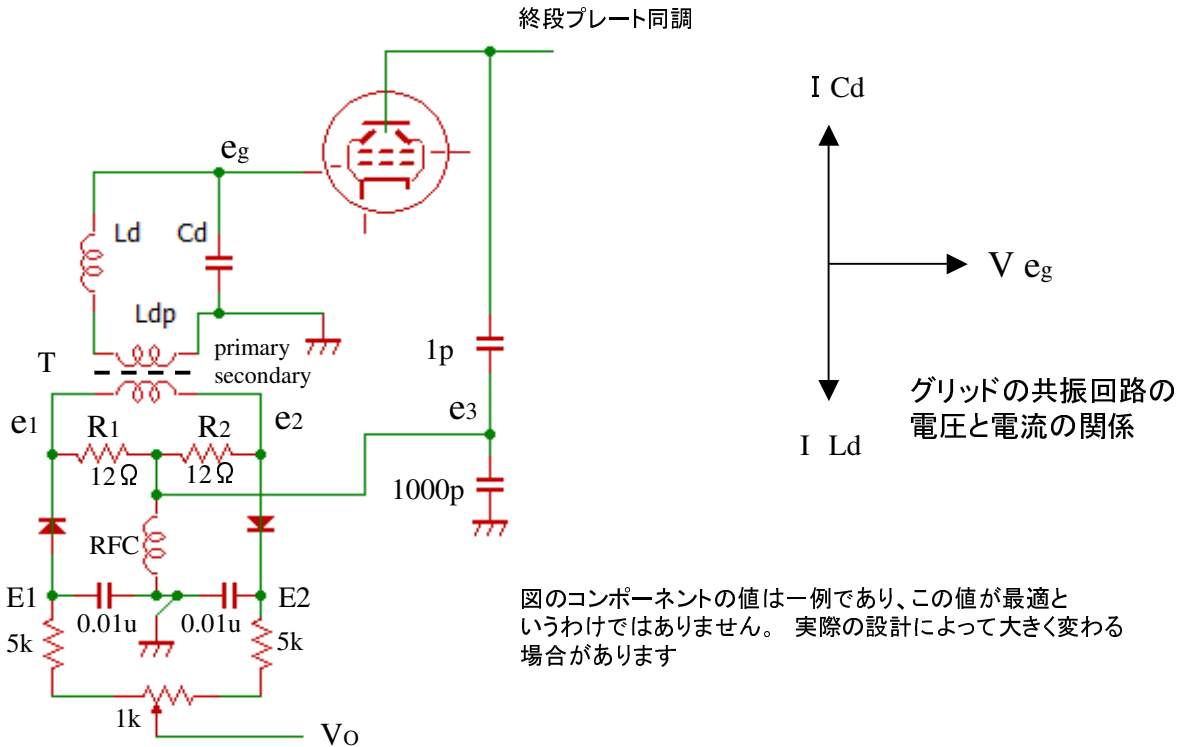 終段プレート同調
I Cd
eg
Ld
Cd
V eg
Ldp
primary
secondary
T
1p
グリッドの共振回路の
電圧と電流の関係
e1
e2
e3
R1
R2
I Ld
12Ω
12Ω
1000p
RFC
E1
E2
0.01u
0.01u
図のコンポーネントの値は一例であり、この値が最適と
いうわけではありません。 実際の設計によって大きく変わる
場合があります
5k
5k
1k
VO